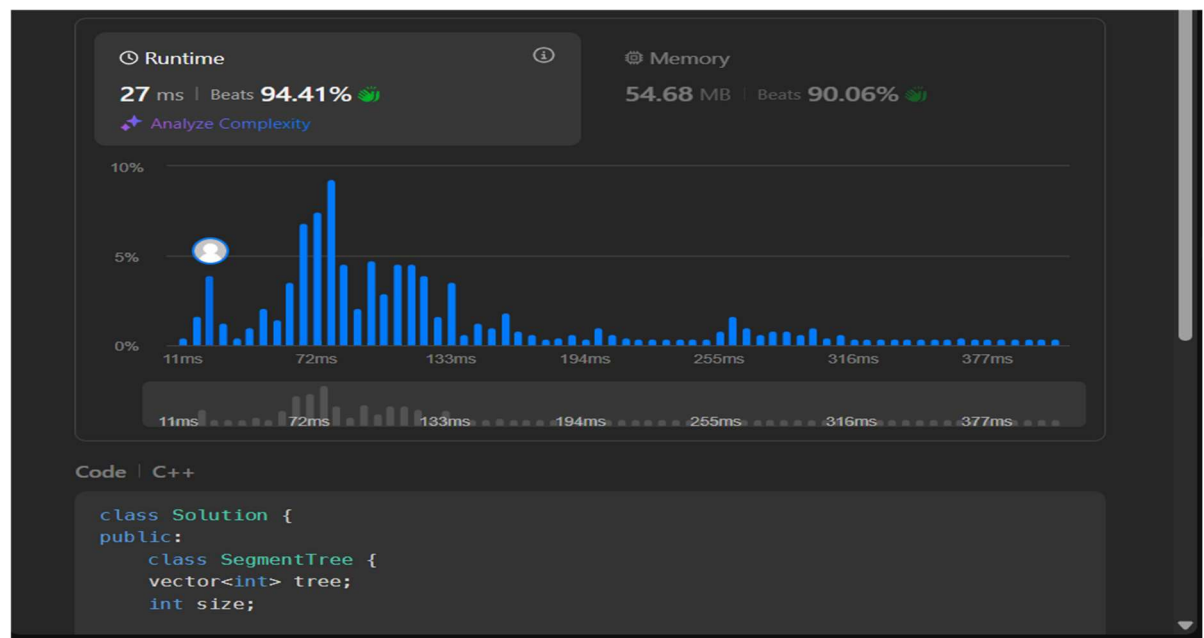 Runtime
27 ms | Beats 94.41%
Analyze Complexity
Memory
54.68 MB | Beats 90.06%
10%
5%
0%
11ms 72ms 133ms 194ms 255ms 316ms 377ms
11ms 72ms 133ms 194ms 255ms 316ms 377ms
Code | C++
class Solution {
public:
    class SegmentTree {
    vector<int> tree;
    int size;